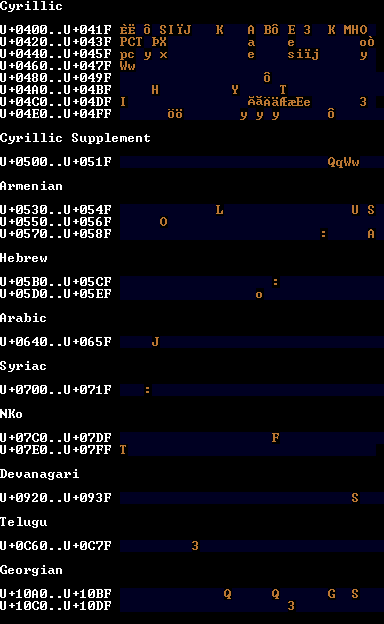 Cyrillic
U+0400..U+041F ÈË ô SIÏJ K A BÔ E 3 K MHO
U+0420..U+043F PCT ÞX a e oò
U+0440..U+045F pc y x e siïj y
U+0460..U+047F Ww
U+0480..U+049F ô
U+04A0..U+04BF H Y T
U+04C0..U+04DF I ĂăÄäÆæĔĕ 3
U+04E0..U+04FF öö y y y ô
Cyrillic Supplement
U+0500..U+051F QqWw
Armenian
U+0530..U+054F L U S
U+0550..U+056F O
U+0570..U+058F : A
Hebrew
U+05B0..U+05CF :
U+05D0..U+05EF o
Arabic
U+0640..U+065F J
Syriac
U+0700..U+071F :
NKo
U+07C0..U+07DF F
U+07E0..U+07FF T
Devanagari
U+0920..U+093F S
Telugu
U+0C60..U+0C7F 3
Georgian
U+10A0..U+10BF Q Q G S
U+10C0..U+10DF 3